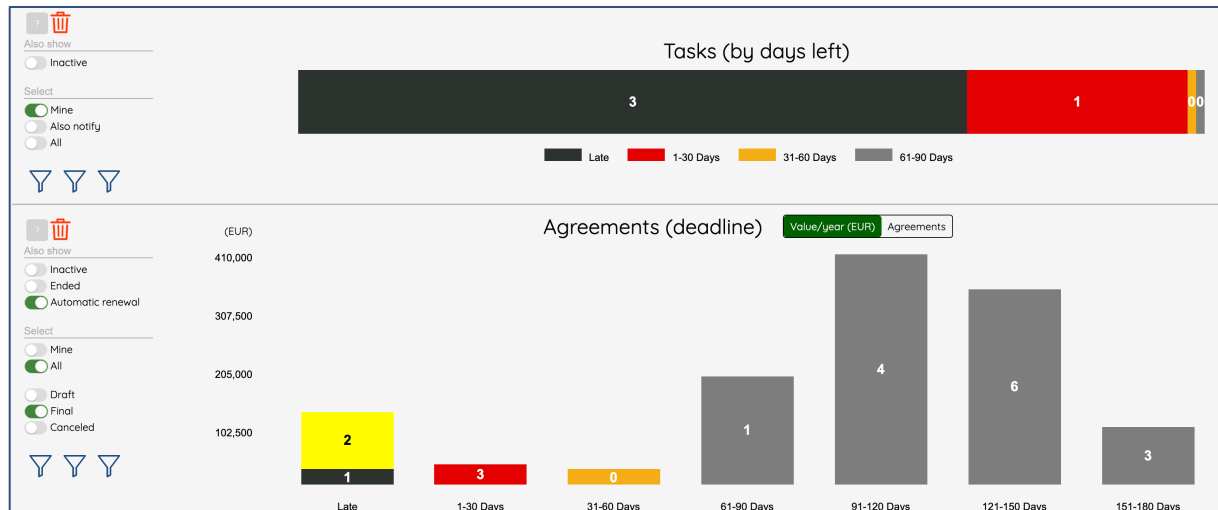 ?
Also show
Inactive
Select
Mine
Also notify
All
Tasks (by days left)
3 1 0 0
Late 1-30 Days 31-60 Days 61-90 Days
?
Also show
Inactive
Ended
Automatic renewal
Select
Mine
All
Draft
Final
Canceled
Agreements (deadline) Value/year (EUR) Agreements
(EUR)
410,000
307,500
205,000
102,500
2
1 3 0 1 4 6 3
Late 1-30 Days 31-60 Days 61-90 Days 91-120 Days 121-150 Days 151-180 Days